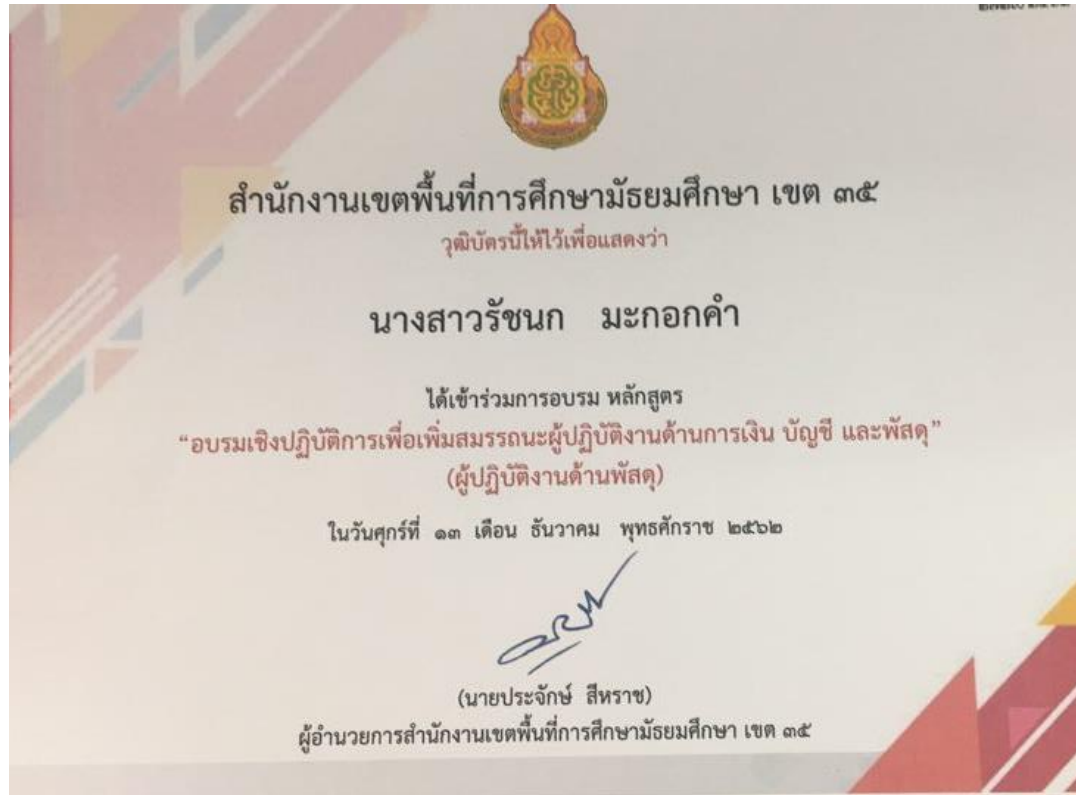 สำนักงานเขตพื้นที่การศึกษามัธยมศึกษา เขต ๓๕
วุฒิบัตรนี้ให้ไว้เพื่อแสดงว่า
นางสาวรัชนก มะกอกคำ
ได้เข้าร่วมการอบรม หลักสูตร
“อบรมเชิงปฏิบัติการเพื่อเพิ่มสมรรถนะผู้ปฏิบัติงานด้านการเงิน บัญชี และพัสดุ”
(ผู้ปฏิบัติงานด้านพัสดุ)
ในวันศุกร์ที่ ๑๓ เดือน ธันวาคม พุทธศักราช ๒๕๖๒
(นายประจักษ์ สีหราช)
ผู้อำนวยการสำนักงานเขตพื้นที่การศึกษามัธยมศึกษา เขต ๓๕